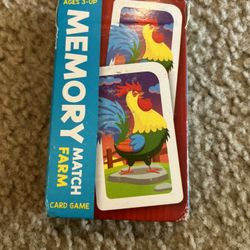 AGES 3-UP
MEMORY
MATCH
FARM
CARD GAME